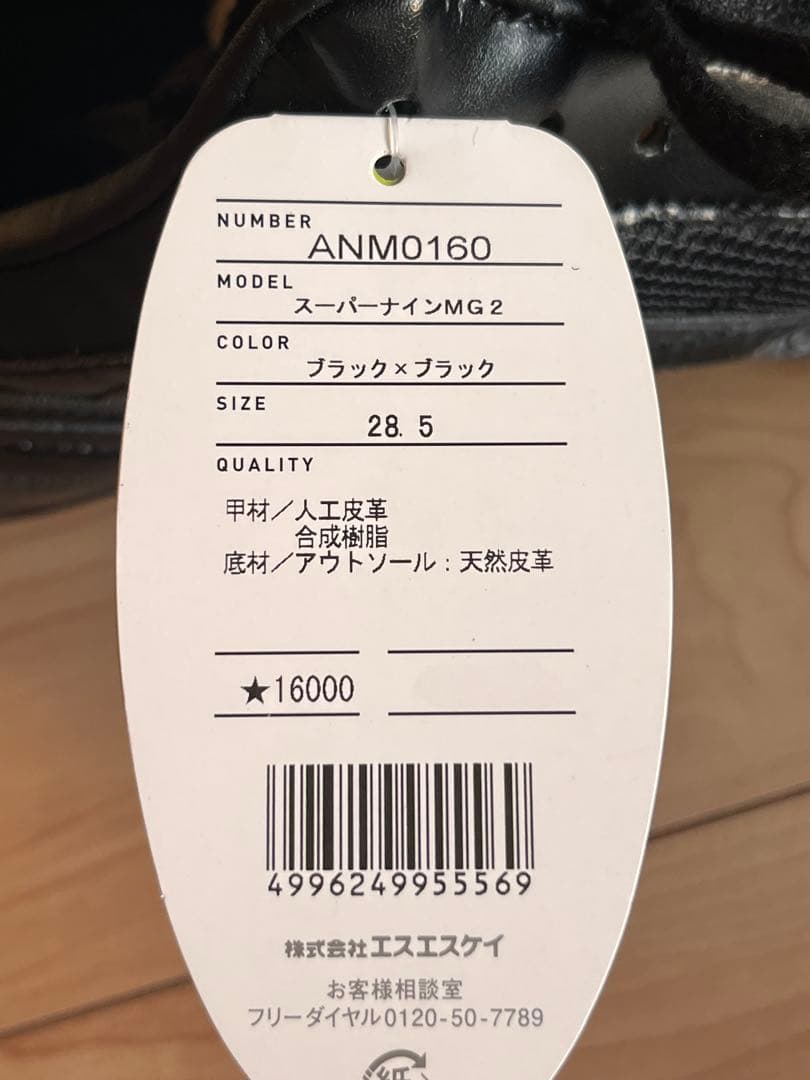 NUMBER
ANM0160
MODEL
スーパーナインMG2
COLOR
ブラック×ブラック
SIZE
28.5
QUALITY
甲材／人工皮革
合成樹脂
底材／アウトソール：天然皮革
★16000
4996249955569
株式会社エスエスケイ
お客様相談室
フリーダイヤル0120-50-7789
紙